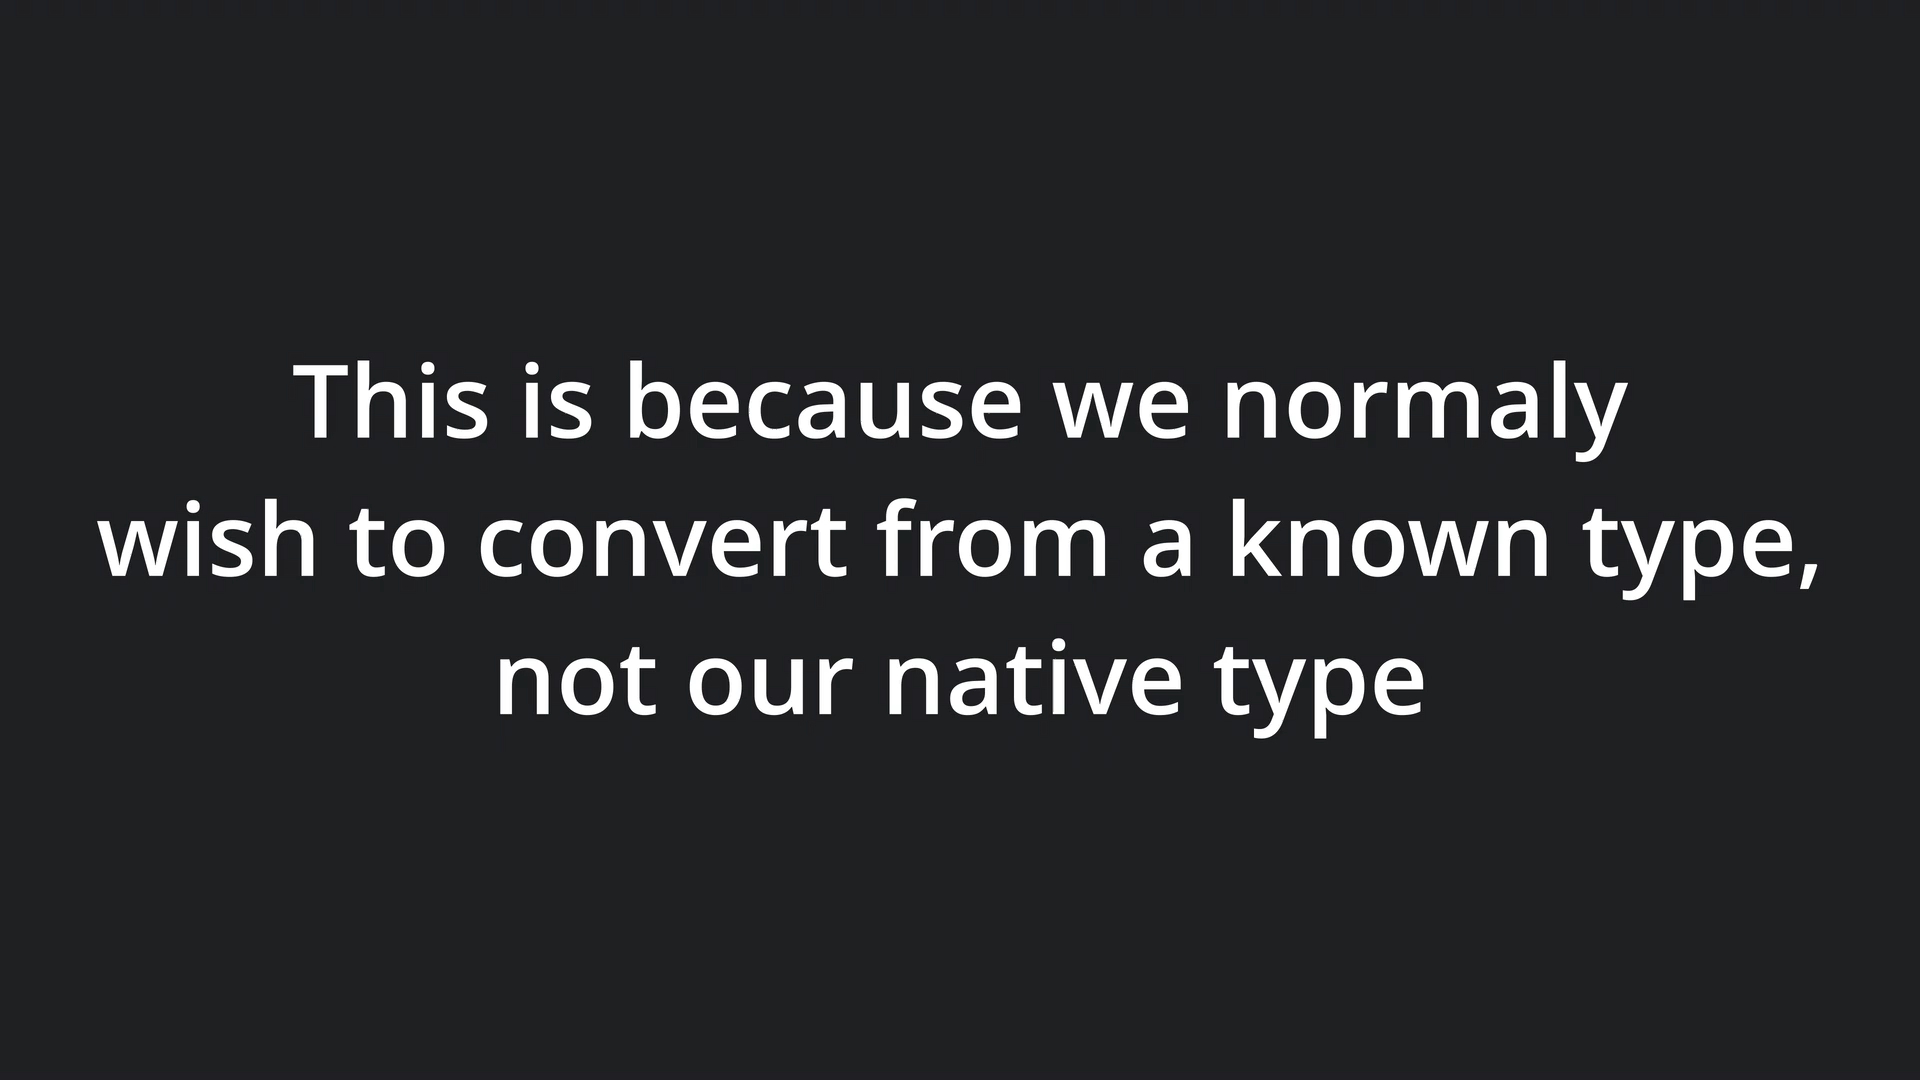 This is because we normaly
wish to convert from a known type,
not our native type